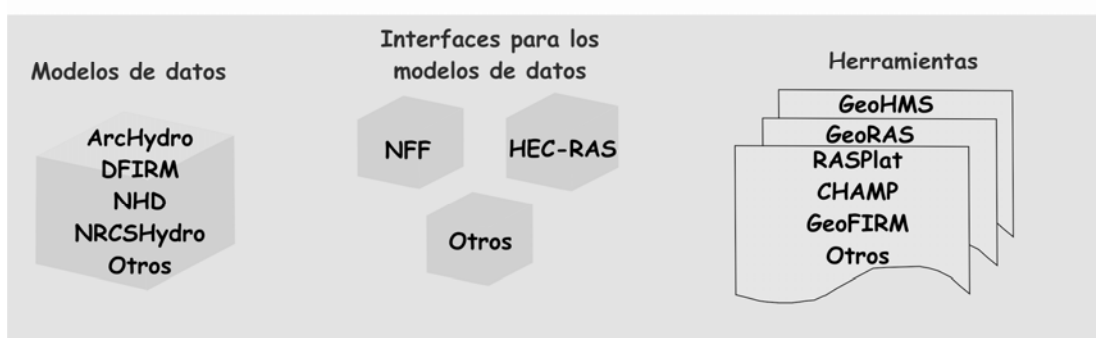 Modelos de datos
ArcHydro
DFIRM
NHD
NRCSHydro
Otros
Interfaces para los
modelos de datos
NFF
HEC-RAS
Otros
Herramientas
GeoHMS
GeoRAS
RASPlat
CHAMP
GeoFIRM
Otros